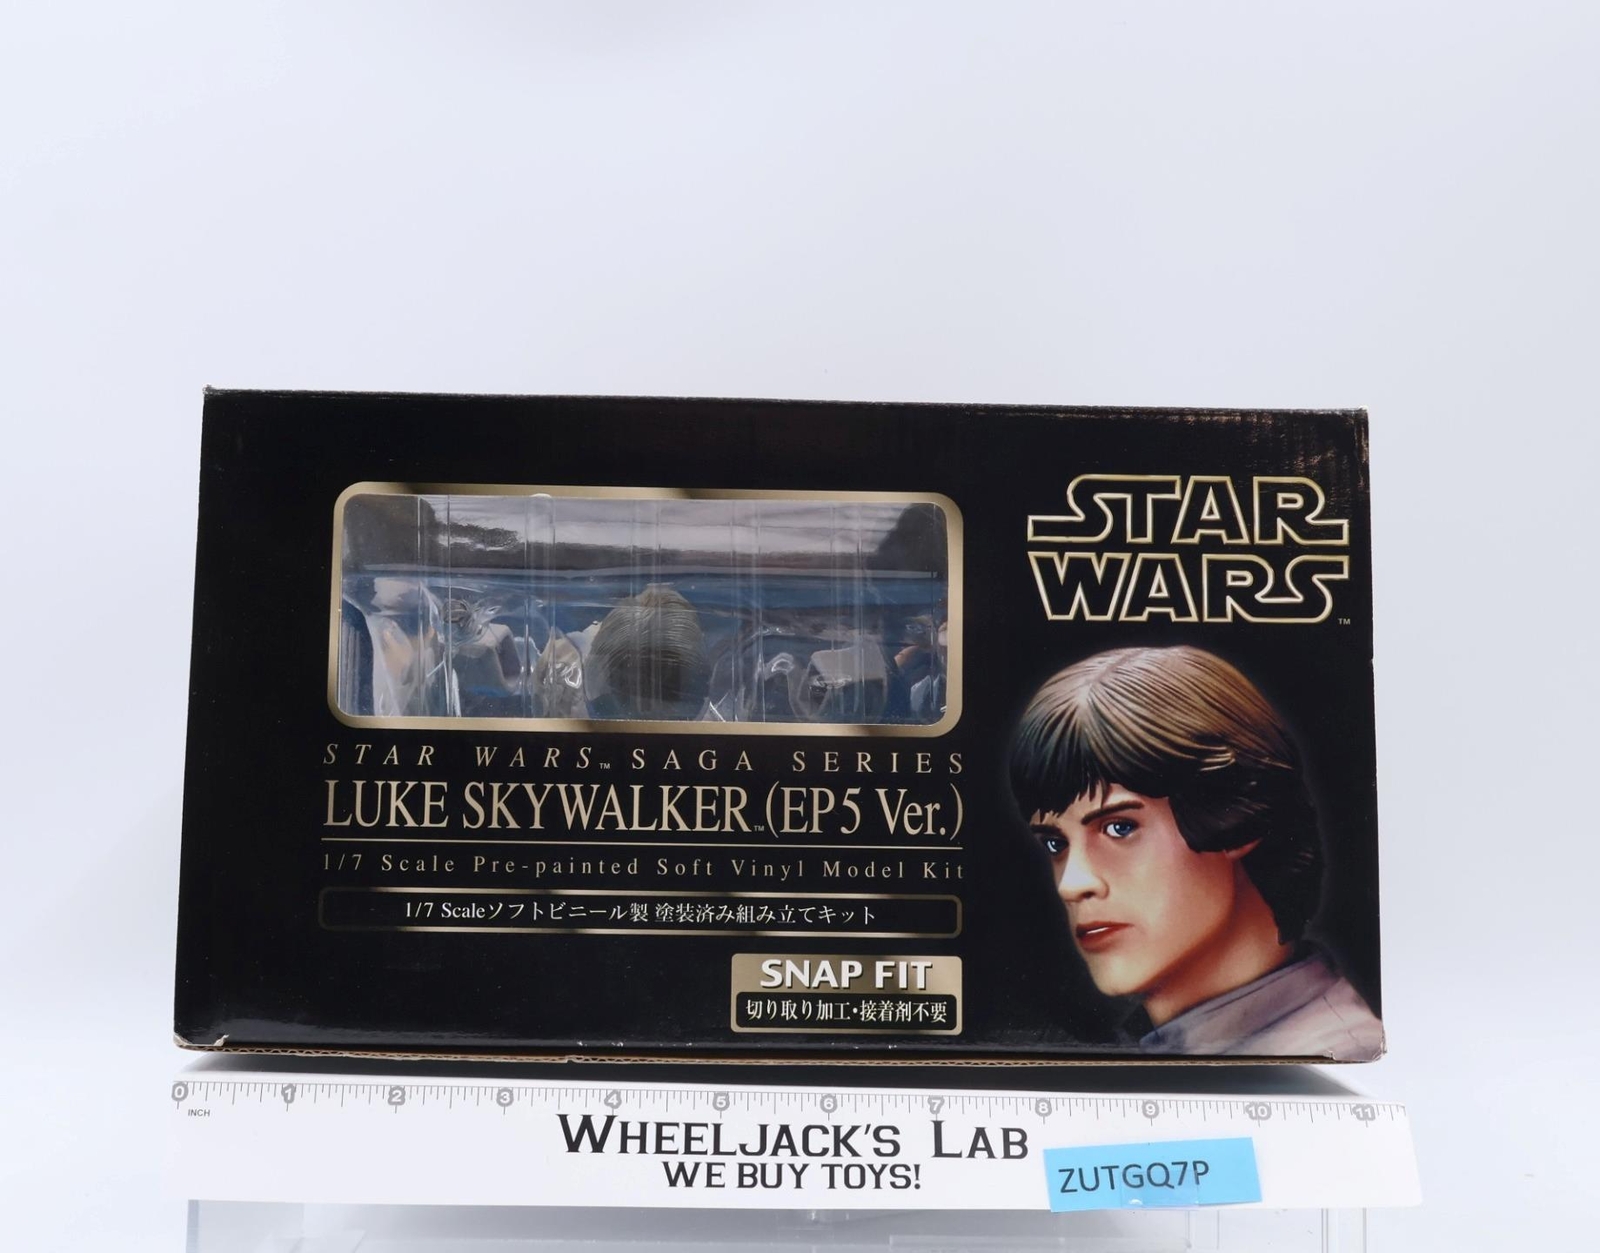 STAR
WARS™
STAR WARS™ SAGA SERIES
LUKE SKYWALKER™ (EP5 Ver.)
1/7 Scale Pre-painted Soft Vinyl Model Kit
1/7 Scaleソフトビニール製 塗装済み組み立てキット
SNAP FIT
切り取り加工・接着剤不要
0 1 2 3 4 5 6 7 8 9 10 11
INCH
WHEELJACK'S LAB
WE BUY TOYS!
ZUTGQ7P